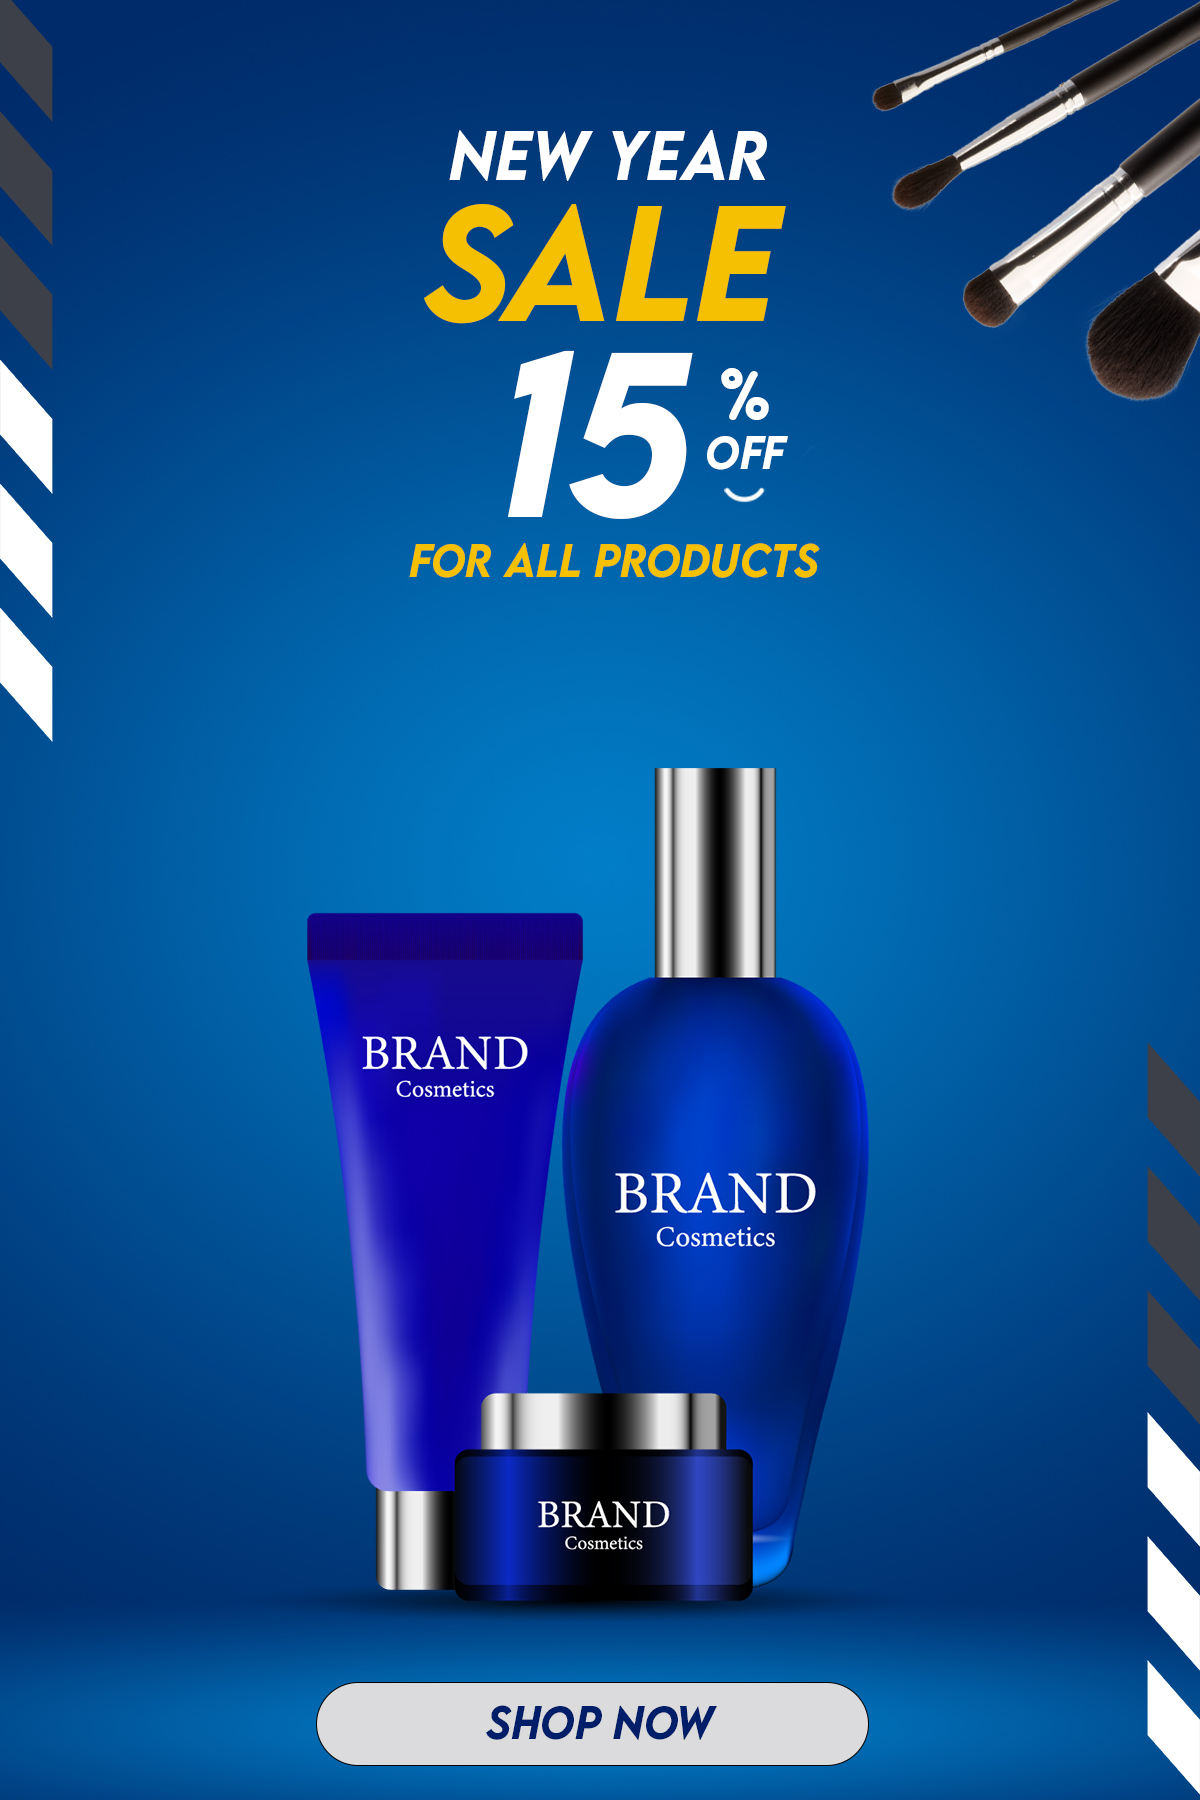 NEW YEAR
SALE
15 %
OFF
FOR ALL PRODUCTS
BRAND
Cosmetics
BRAND
Cosmetics
BRAND
Cosmetics
SHOP NOW